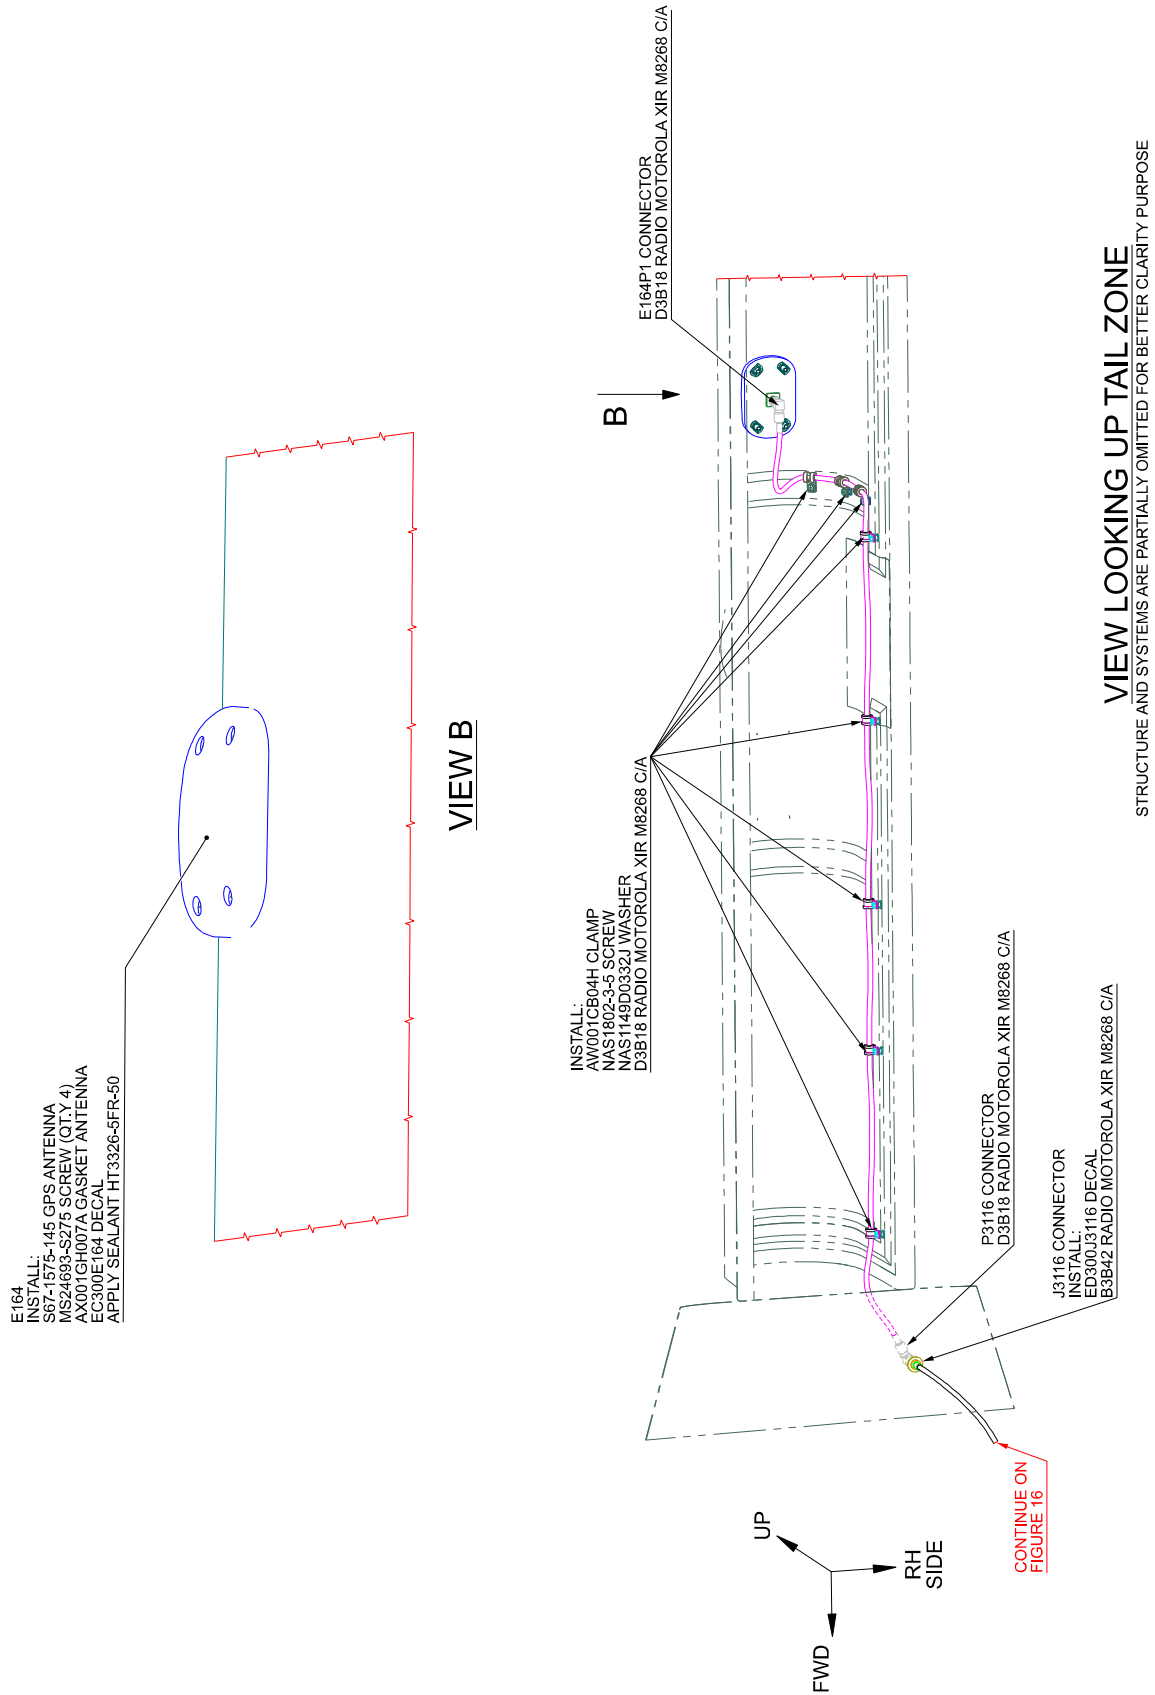 E164
INSTALL:
S67-1575-145 GPS ANTENNA
MS24693-S275 SCREW (QT.Y 4)
AX001GH007A GASKET ANTENNA
EC300E164 DECAL
APPLY SEALANT HT3326-5FR-50
VIEW B
E164P1 CONNECTOR
D3B18 RADIO MOTOROLA XIR M8268 C/A
B
INSTALL:
AW001CB04H CLAMP
NAS1802-3-5 SCREW
NAS1149D0332J WASHER
D3B18 RADIO MOTOROLA XIR M8268 C/A
P3116 CONNECTOR
D3B18 RADIO MOTOROLA XIR M8268 C/A
J3116 CONNECTOR
INSTALL:
ED300J3116 DECAL
B3B42 RADIO MOTOROLA XIR M8268 C/A
CONTINUE ON
FIGURE 16
UP
RH
SIDE
FWD
VIEW LOOKING UP TAIL ZONE
STRUCTURE AND SYSTEMS ARE PARTIALLY OMITTED FOR BETTER CLARITY PURPOSE